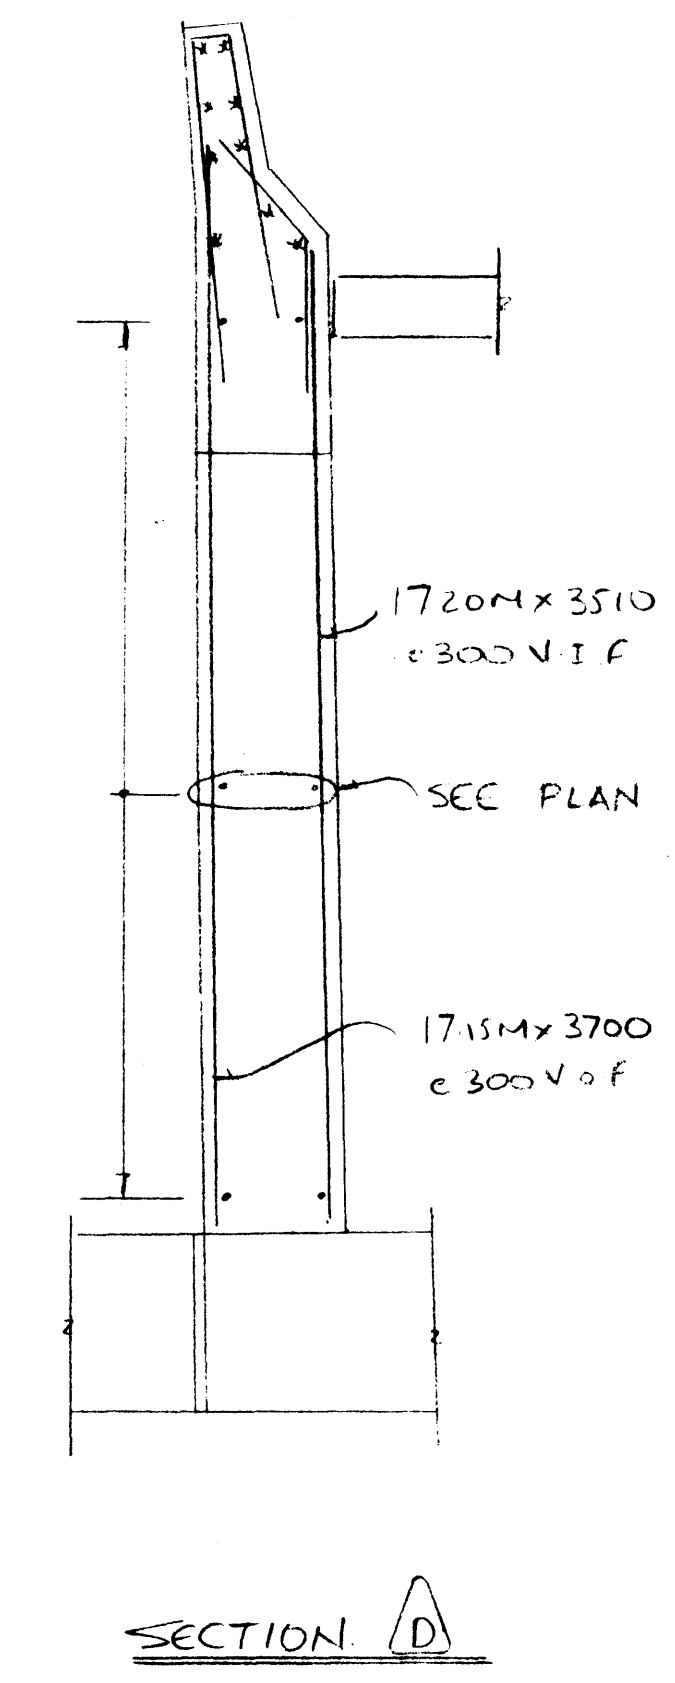 17 20M x 3510
@ 300 V.I.F
SEE PLAN
17.15M x 3700
@ 300 V O F
SECTION D